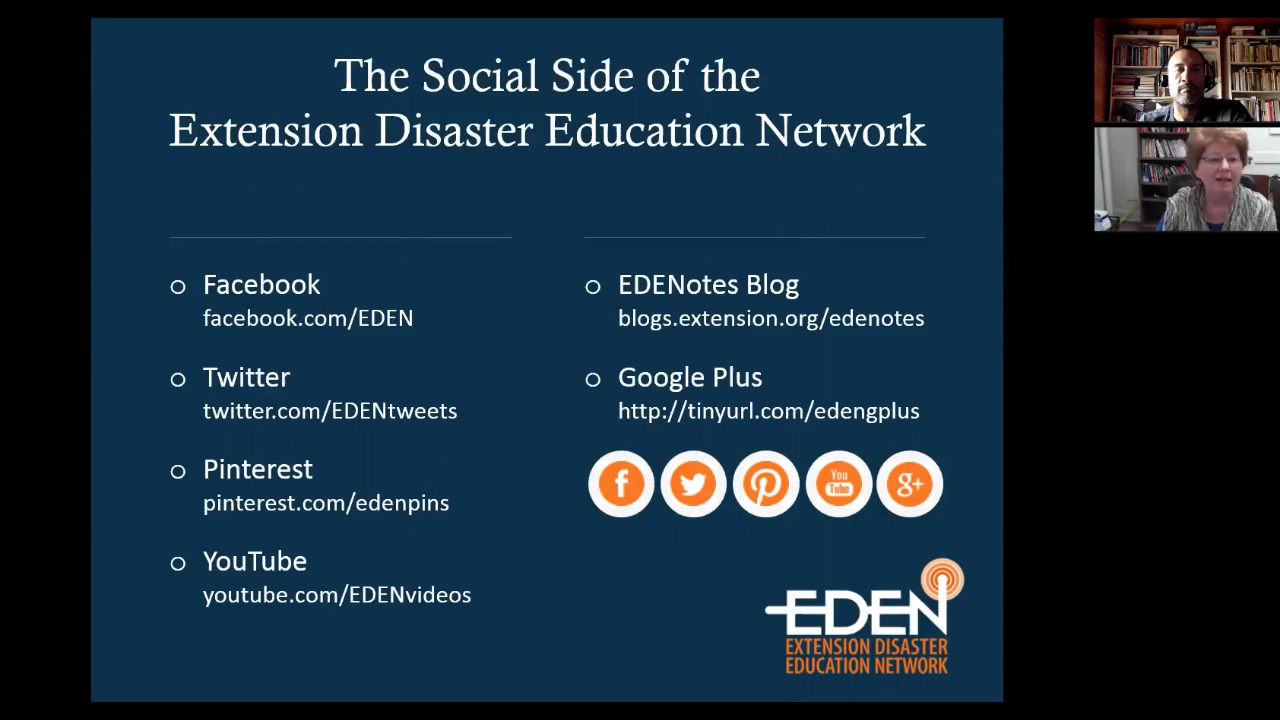 The Social Side of the
Extension Disaster Education Network
Facebook
facebook.com/EDEN
Twitter
twitter.com/EDENtweets
Pinterest
pinterest.com/edenpins
YouTube
youtube.com/EDENvideos
EDENotes Blog
blogs.extension.org/edenotes
Google Plus
http://tinyurl.com/edengplus
You
Tube
g+
EDEN
EXTENSION DISASTER
EDUCATION NETWORK